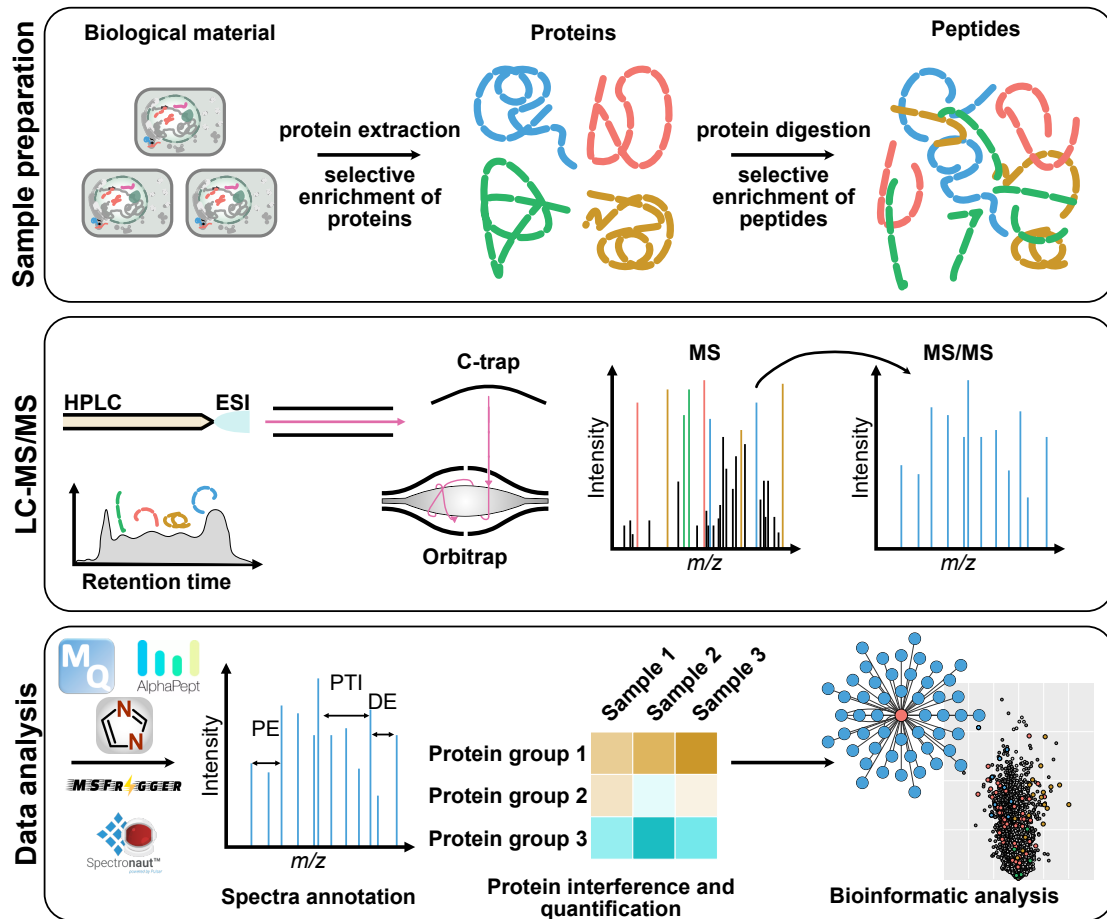 Sample preparation
Biological material
Proteins
Peptides
protein extraction
selective
enrichment of
proteins
protein digestion
selective
enrichment of
peptides
LC-MS/MS
HPLC
ESI
C-trap
Orbitrap
Retention time
MS
MS/MS
Intensity
m/z
Intensity
m/z
Data analysis
MQ
AlphaPept
N
N
MSFRAGGER
Spectronaut™
Intensity
PE
PTI
DE
m/z
Spectra annotation
Sample 1
Sample 2
Sample 3
Protein group 1
Protein group 2
Protein group 3
Protein interference and
quantification
Bioinformatic analysis